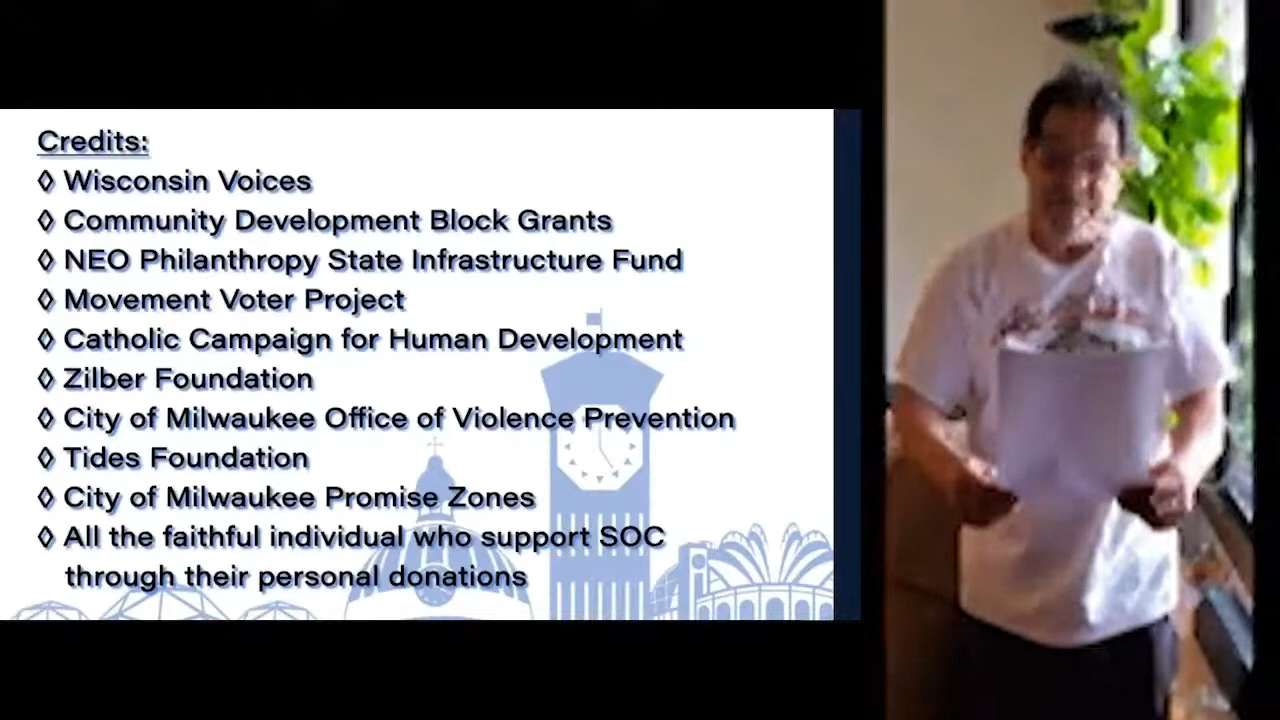 Credits:
◊ Wisconsin Voices
◊ Community Development Block Grants
◊ NEO Philanthropy State Infrastructure Fund
◊ Movement Voter Project
◊ Catholic Campaign for Human Development
◊ Zilber Foundation
◊ City of Milwaukee Office of Violence Prevention
◊ Tides Foundation
◊ City of Milwaukee Promise Zones
◊ All the faithful individual who support SOC
through their personal donations